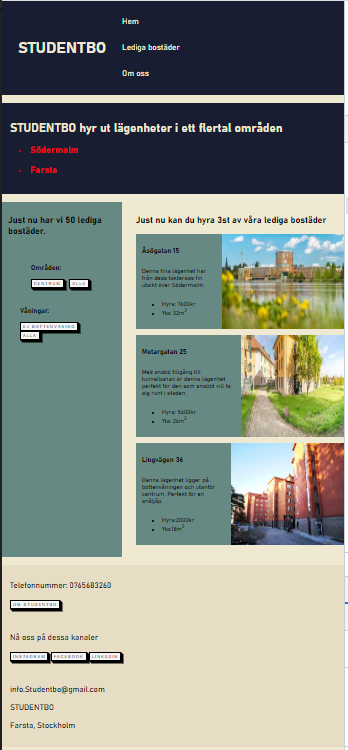 Hem
STUDENTBO
Lediga bostäder
Om oss
STUDENTBO hyr ut lägenheter i ett flertal områden
Södermalm
Farsta
Just nu har vi 50 lediga
bostäder.
Områden:
CENTRUM
ALLA
Våningar:
EJ BOTTENVÅNING
ALLA
Just nu kan du hyra 3st av våra lediga bostäder
Åsögatan 15
Denna fina lägenhet har
från dess takterass fin
utsikt över Södermalm.
Hyra: 7600kr
Yta: 32m²
Metargatan 25
Med snabb tillgång till
tunnelbanan är denna lägenhet
perfekt för den som snabbt vill ta
sig runt i staden.
Hyra: 5400kr
Yta: 26m²
Lingvägen 36
Denna lägenhet ligger på
bottenvåningen och utanför
centrum. Perfekt för en
Hyra:2000kr
Yta:18m²
Telefonnummer: 0765683260
OM STUDENTBO
Nå oss på dessa kanaler
INSTAGRAM
FACEBOOK
LINKEDIN
info.Studentbo@gmail.com
STUDENTBO
Farsta, Stockholm